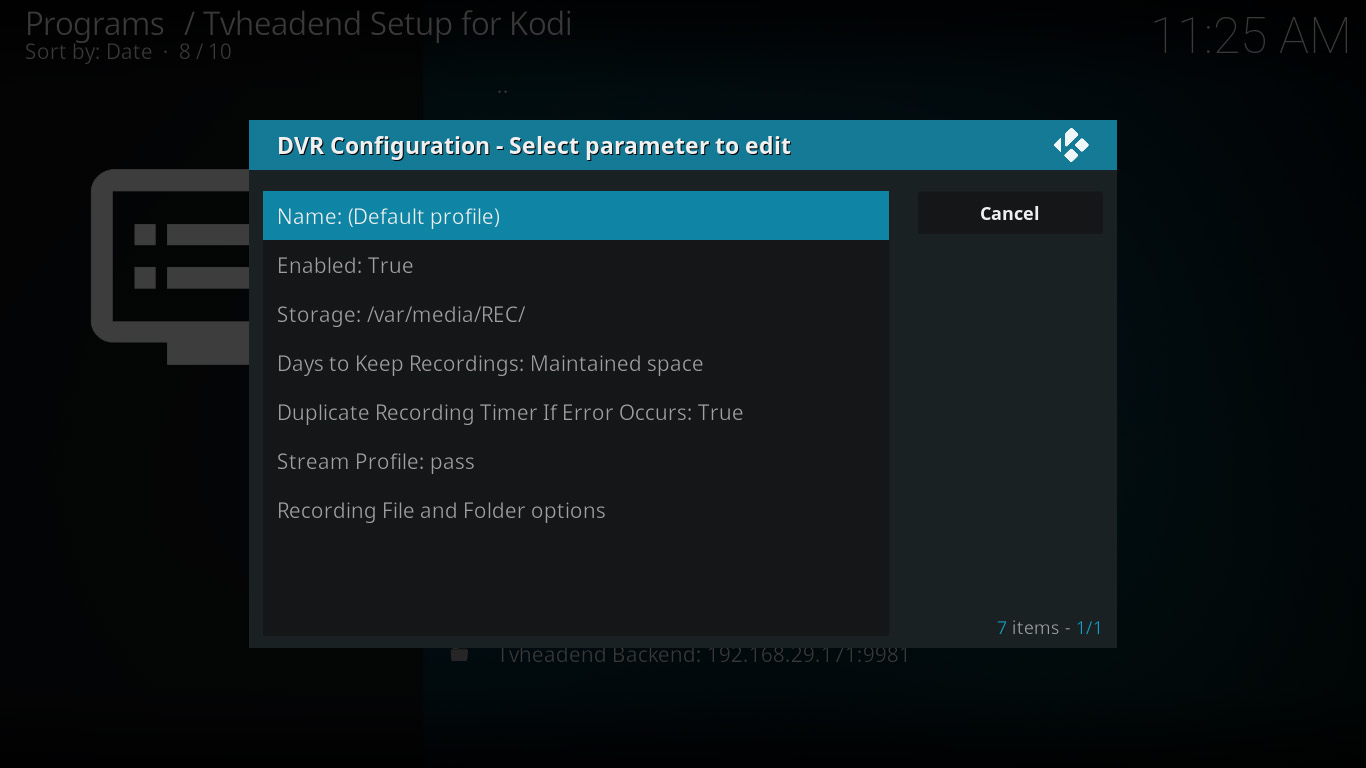 Programs / Tvheadend Setup for Kodi
Sort by: Date · 8 / 10
11:25 AM
..
DVR Configuration - Select parameter to edit
Name: (Default profile)
Cancel
Enabled: True
Storage: /var/media/REC/
Days to Keep Recordings: Maintained space
Duplicate Recording Timer If Error Occurs: True
Stream Profile: pass
Recording File and Folder options
7 items - 1/1
Tvheadend Backend: 192.168.29.171:9981